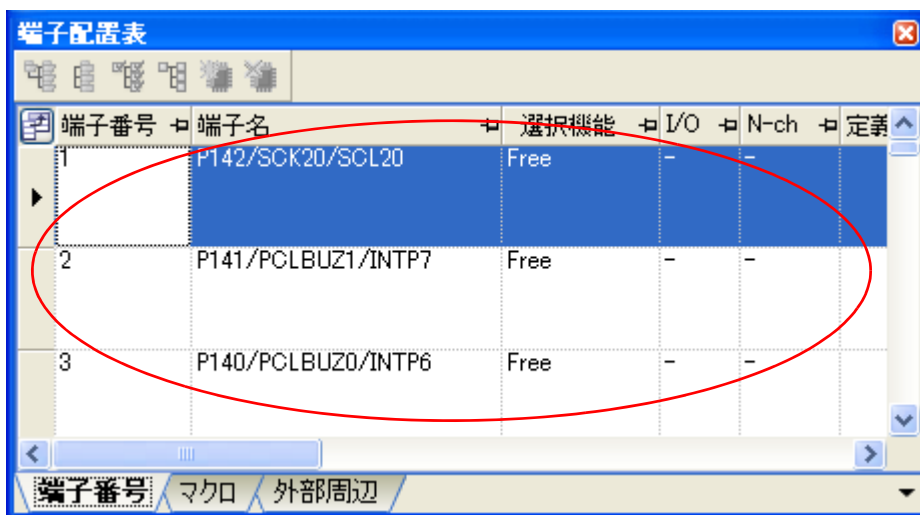 端子配置表
端子番号 端子名 選択機能 I/O N-ch 定義
1 P142/SCK20/SCL20 Free - -
2 P141/PCLBUZ1/INTP7 Free - -
3 P140/PCLBUZ0/INTP6 Free - -
端子番号 マクロ 外部周辺